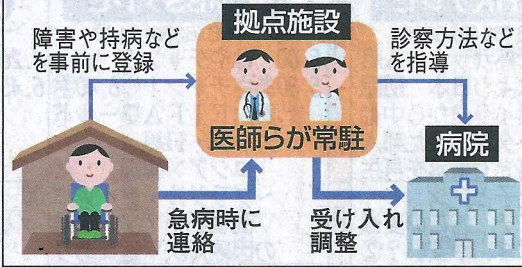 拠点施設
障害や持病など
を事前に登録
診察方法など
を指導
医師らが常駐
病院
急病時に
連絡
受け入れ
調整